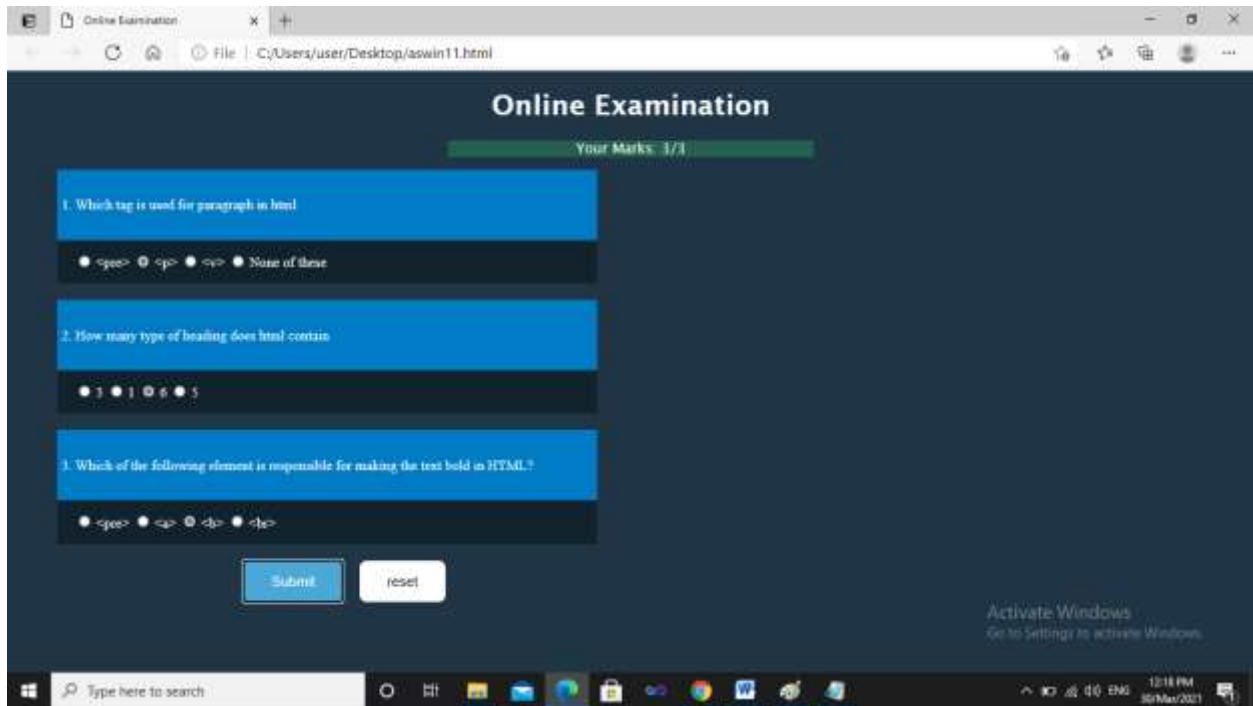 Online Examination
File | C:/Users/user/Desktop/aswin11.html
Online Examination
Your Marks: 3/3
1. Which tag is used for paragraph in html
<pre> <p> <v> None of these
2. How many type of heading does html contain
3 1 6 5
3. Which of the following element is responsible for making the text bold in HTML?
<pre> <a> <b> <br>
Submit reset
Activate Windows
Go to Settings to activate Windows.
Type here to search
ENG
12:18 PM
30/Mar/2021